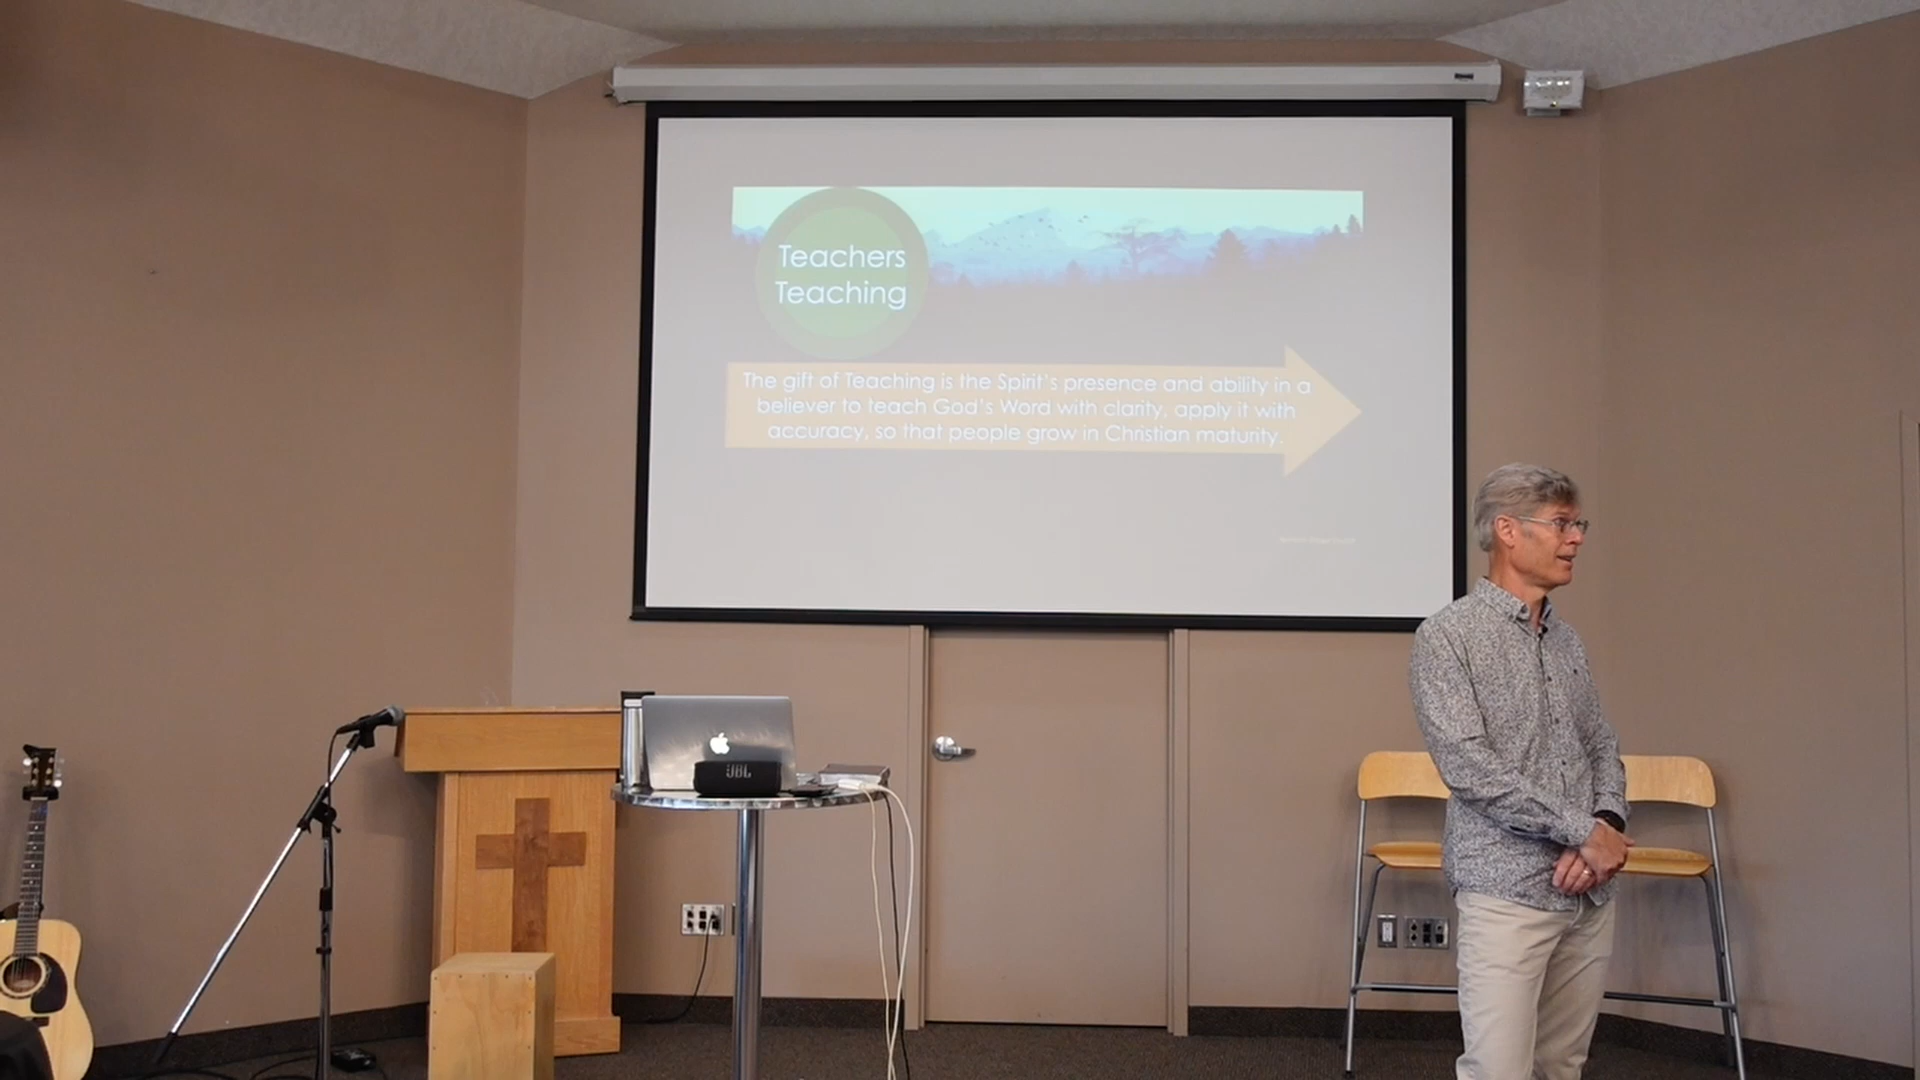 Teachers
Teaching
The gift of Teaching is the Spirit's presence and ability in a
believer to teach God's Word with clarity, apply it with
accuracy, so that people grow in Christian maturity.
JBL